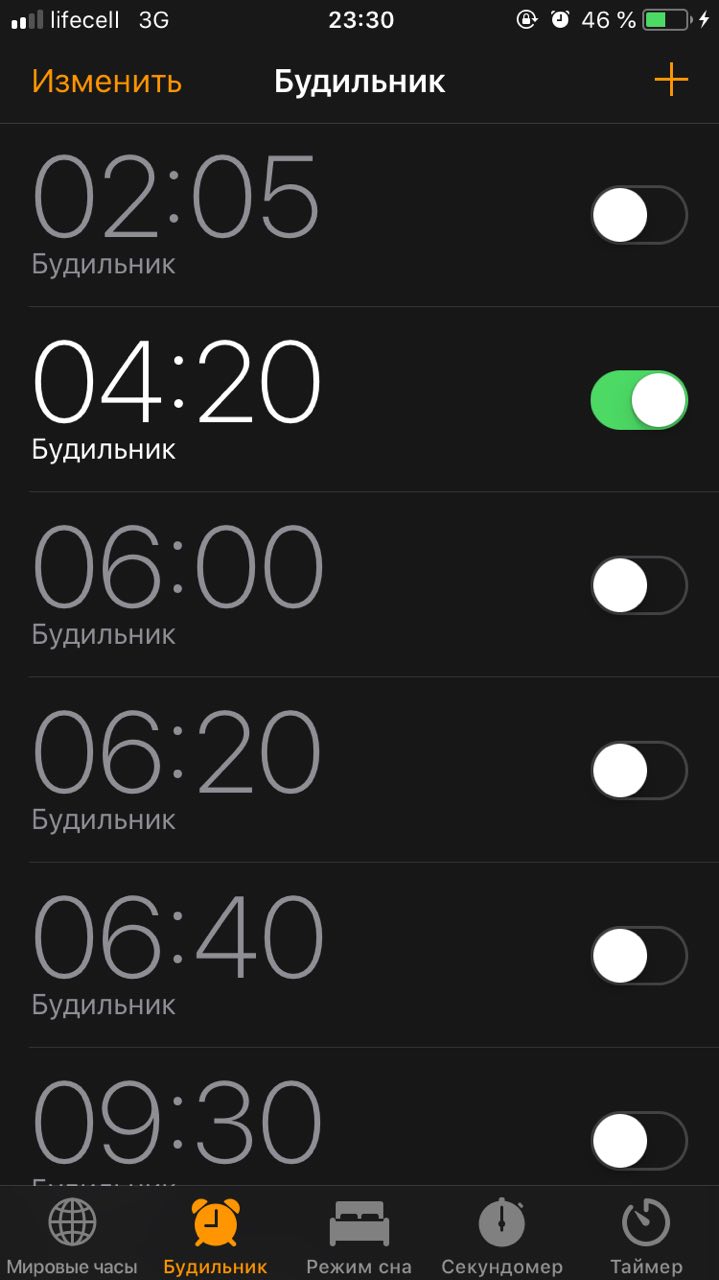 lifecell 3G 23:30 46 %
Изменить Будильник +
02:05
Будильник
04:20
Будильник
06:00
Будильник
06:20
Будильник
06:40
Будильник
09:30
Мировые часы Будильник Режим сна Секундомер Таймер